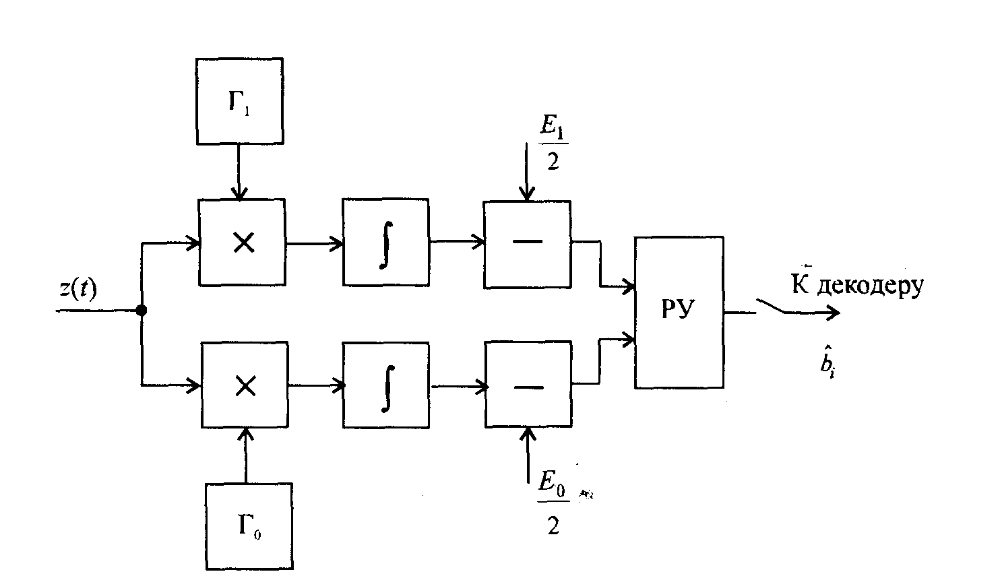 Г₁
E₁
2
×
∫
—
z(t)
РУ
К декодеру
b̂ᵢ
×
∫
—
E₀
2
Г₀